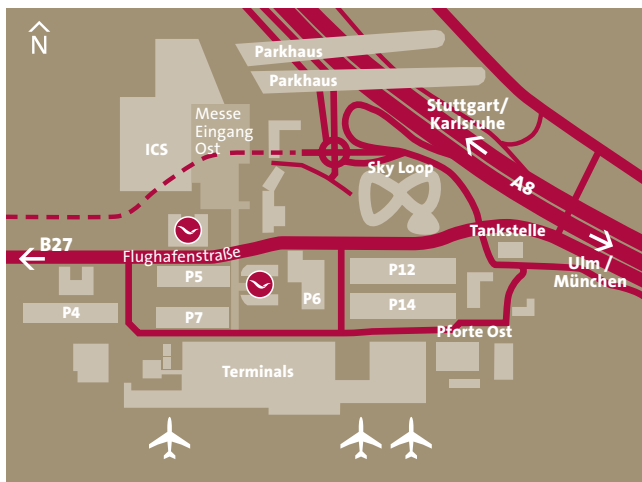 N
Parkhaus
Parkhaus
Stuttgart/
Karlsruhe
Messe
Eingang
Ost
ICS
Sky Loop
A8
B27
Flughafenstraße
Tankstelle
Ulm /
München
P5
P12
P4
P7
P6
P14
Pforte Ost
Terminals